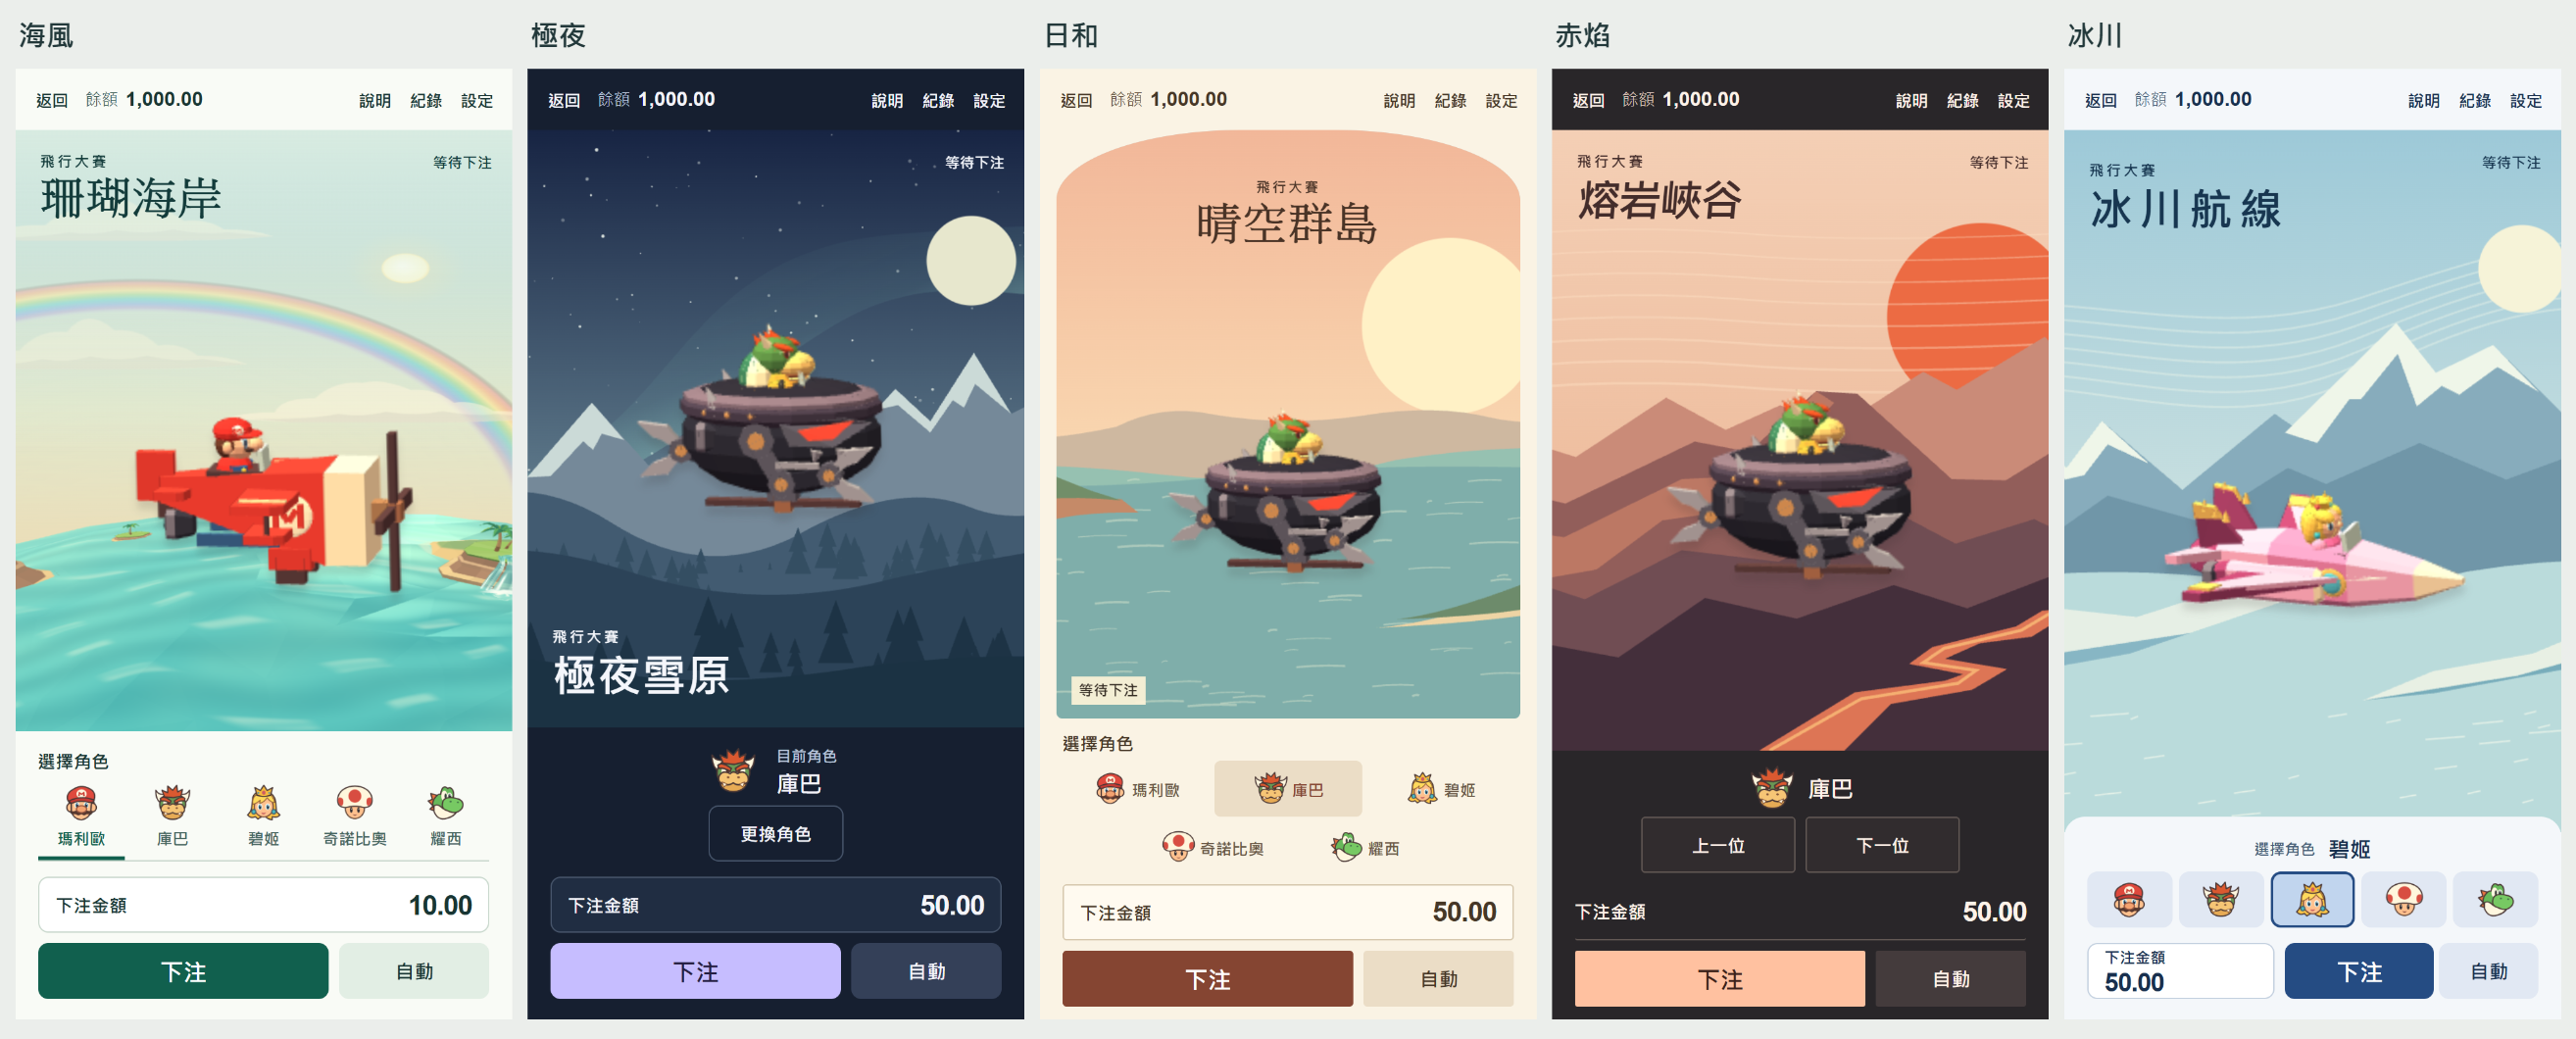 海風
返回 餘額 1,000.00 說明 紀錄 設定
飛行大賽
等待下注
珊瑚海岸
M
選擇角色
瑪利歐 庫巴 碧姬 奇諾比奧 耀西
下注金額 10.00
下注 自動
極夜
返回 餘額 1,000.00 說明 紀錄 設定
等待下注
飛行大賽
極夜雪原
目前角色
庫巴
更換角色
下注金額 50.00
下注 自動
日和
返回 餘額 1,000.00 說明 紀錄 設定
飛行大賽
晴空群島
等待下注
選擇角色
瑪利歐 庫巴 碧姬
奇諾比奧 耀西
下注金額 50.00
下注 自動
赤焰
返回 餘額 1,000.00 說明 紀錄 設定
飛行大賽
等待下注
熔岩峽谷
庫巴
上一位 下一位
下注金額 50.00
下注 自動
冰川
返回 餘額 1,000.00 說明 紀錄 設定
等待下注
飛行大賽
冰川航線
選擇角色 碧姬
下注金額
50.00
下注 自動